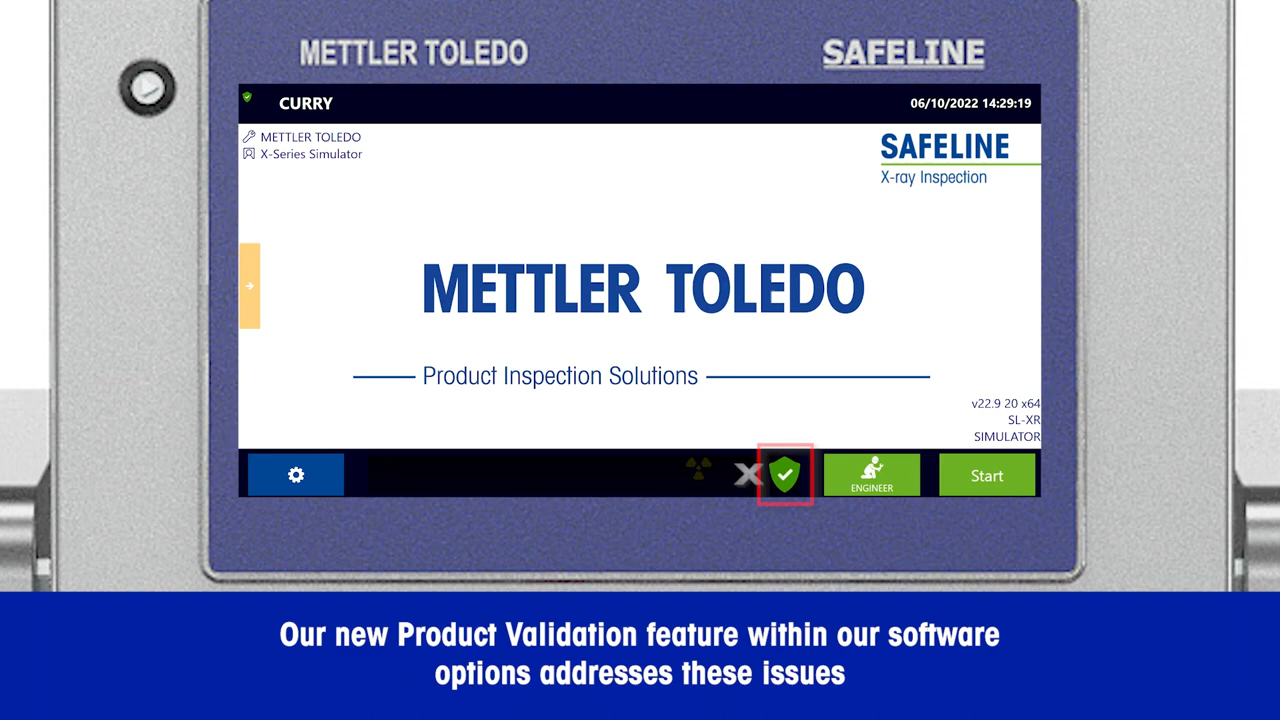 METTLER TOLEDO
SAFELINE
CURRY
06/10/2022 14:29:19
METTLER TOLEDO
X-Series Simulator
SAFELINE
X-ray Inspection
METTLER TOLEDO
Product Inspection Solutions
v22.9 20 x64
SL-XR
SIMULATOR
X
ENGINEER
Start
Our new Product Validation feature within our software
options addresses these issues